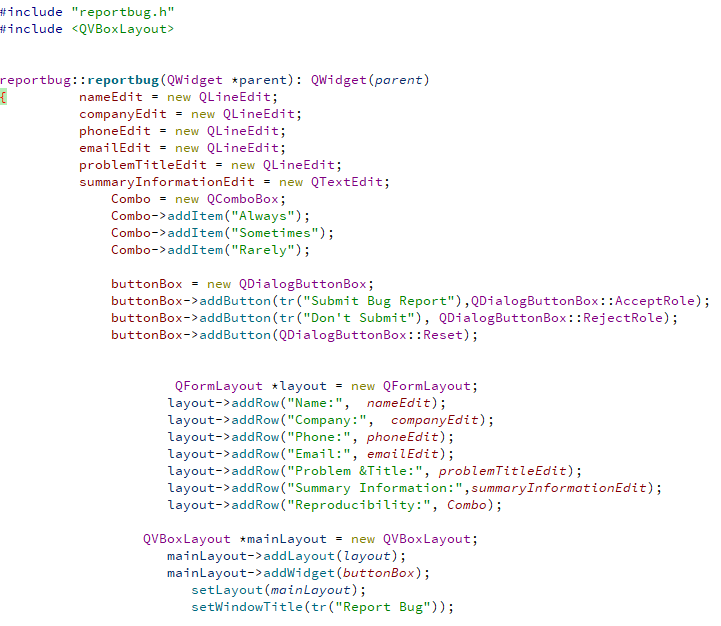 #include "reportbug.h"
#include <QVBoxLayout>
reportbug::reportbug(QWidget *parent): QWidget(parent)
{         nameEdit = new QLineEdit;
          companyEdit = new QLineEdit;
          phoneEdit = new QLineEdit;
          emailEdit = new QLineEdit;
          problemTitleEdit = new QLineEdit;
          summaryInformationEdit = new QTextEdit;
              Combo = new QComboBox;
              Combo->addItem("Always");
              Combo->addItem("Sometimes");
              Combo->addItem("Rarely");
              buttonBox = new QDialogButtonBox;
              buttonBox->addButton(tr("Submit Bug Report"),QDialogButtonBox::AcceptRole);
              buttonBox->addButton(tr("Don't Submit"), QDialogButtonBox::RejectRole);
              buttonBox->addButton(QDialogButtonBox::Reset);
                      QFormLayout *layout = new QFormLayout;
                     layout->addRow("Name:",  nameEdit);
                     layout->addRow("Company:",  companyEdit);
                     layout->addRow("Phone:", phoneEdit);
                     layout->addRow("Email:", emailEdit);
                     layout->addRow("Problem &Title:", problemTitleEdit);
                     layout->addRow("Summary Information:",summaryInformationEdit);
                     layout->addRow("Reproducibility:", Combo);
                  QVBoxLayout *mainLayout = new QVBoxLayout;
                     mainLayout->addLayout(layout);
                     mainLayout->addWidget(buttonBox);
                        setLayout(mainLayout);
                        setWindowTitle(tr("Report Bug"));